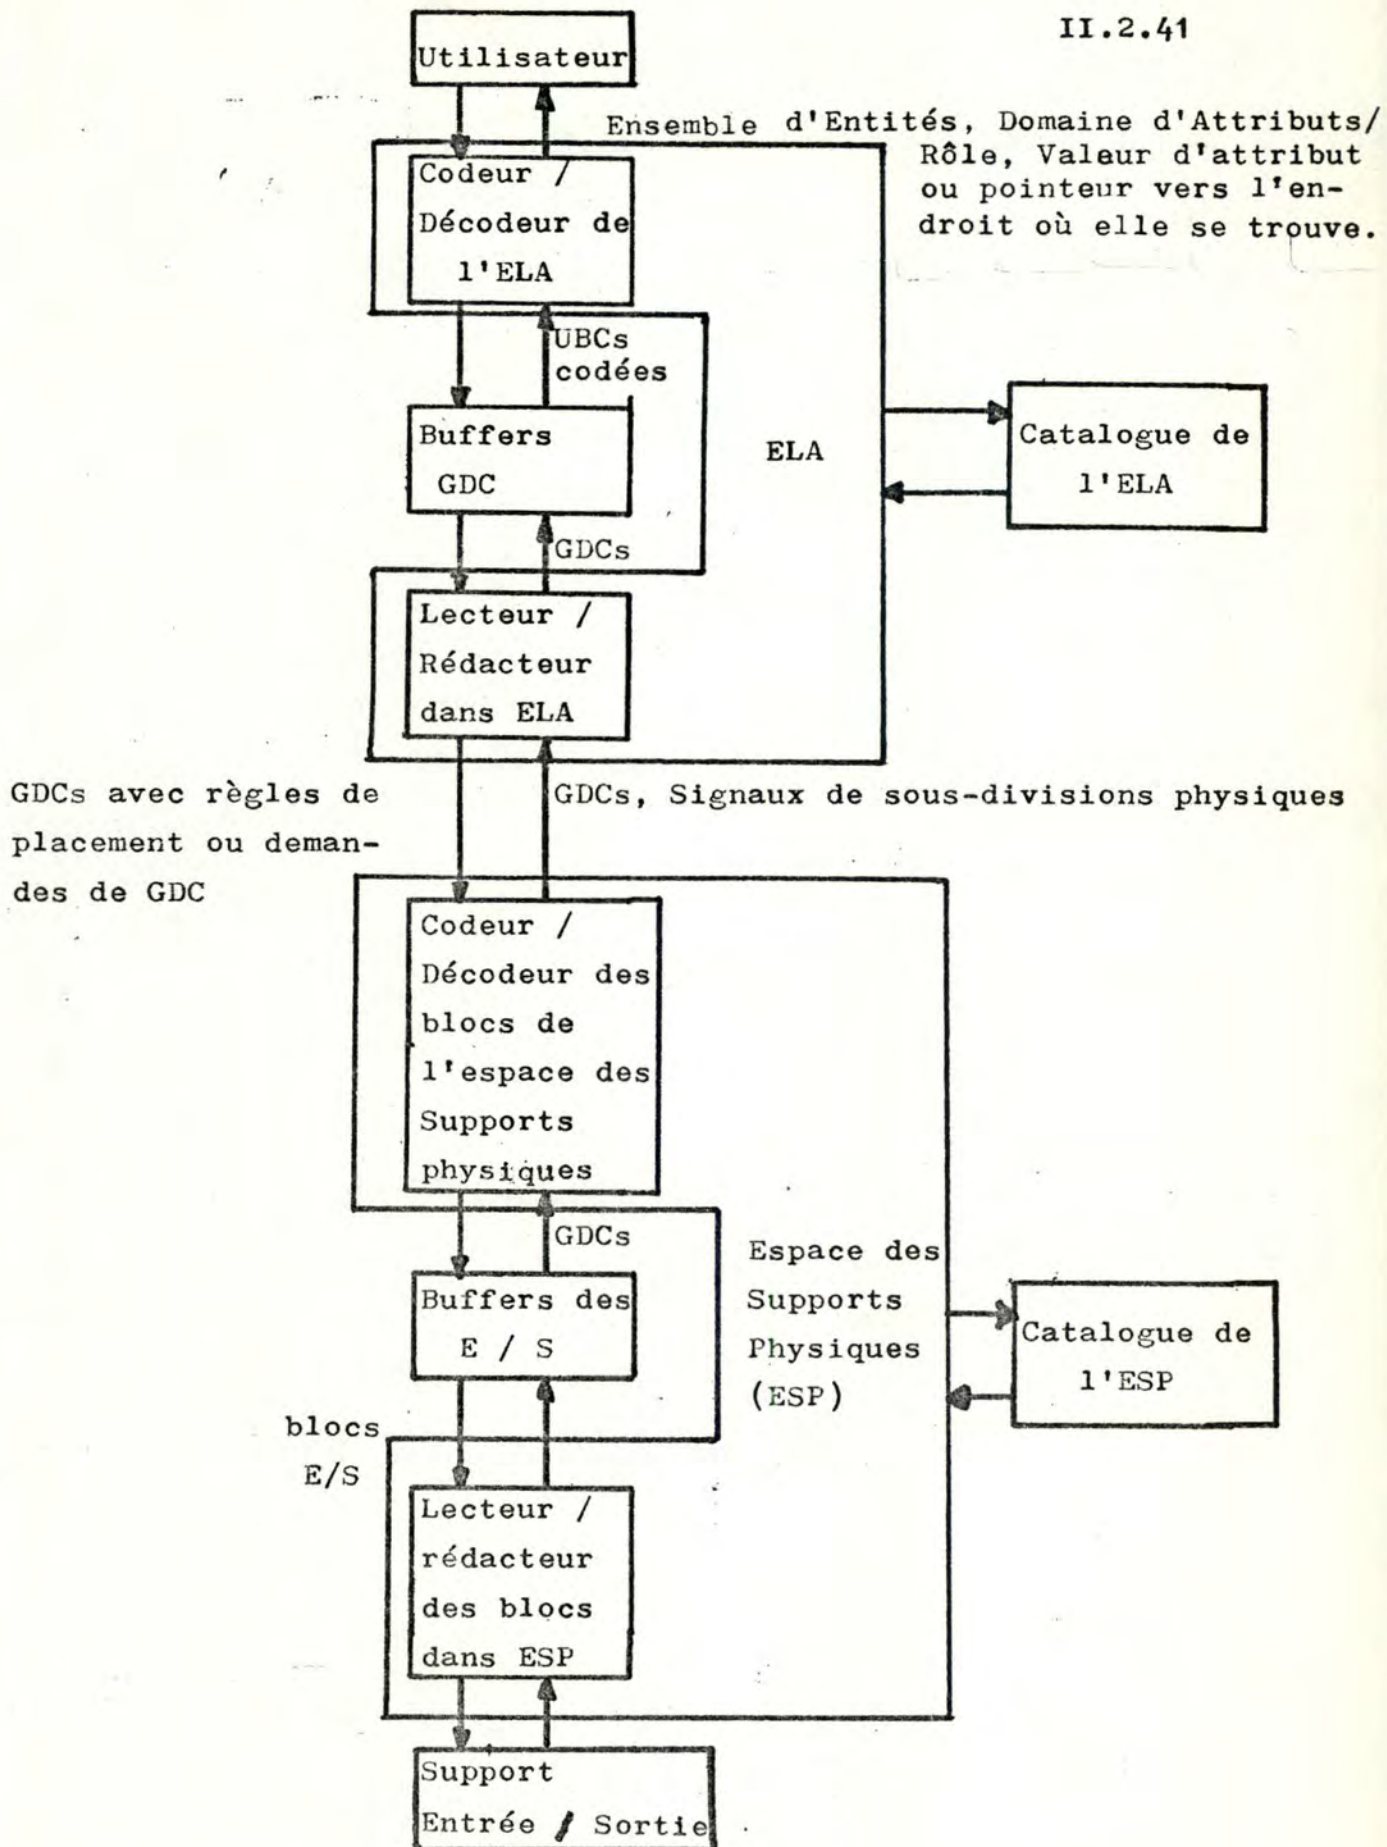 II.2.41
Utilisateur
Ensemble d'Entités, Domaine d'Attributs/
Rôle, Valeur d'attribut
ou pointeur vers l'en-
droit où elle se trouve.
Codeur /
Décodeur de
l'ELA
UBCs
codées
Buffers
GDC
ELA
Catalogue de
l'ELA
GDCs
Lecteur /
Rédacteur
dans ELA
GDCs avec règles de
placement ou deman-
des de GDC
GDCs, Signaux de sous-divisions physiques
Codeur /
Décodeur des
blocs de
l'espace des
Supports
physiques
GDCs
Buffers des
E / S
Espace des
Supports
Physiques
(ESP)
Catalogue de
l'ESP
blocs
E/S
Lecteur /
rédacteur
des blocs
dans ESP
Support
Entrée / Sortie